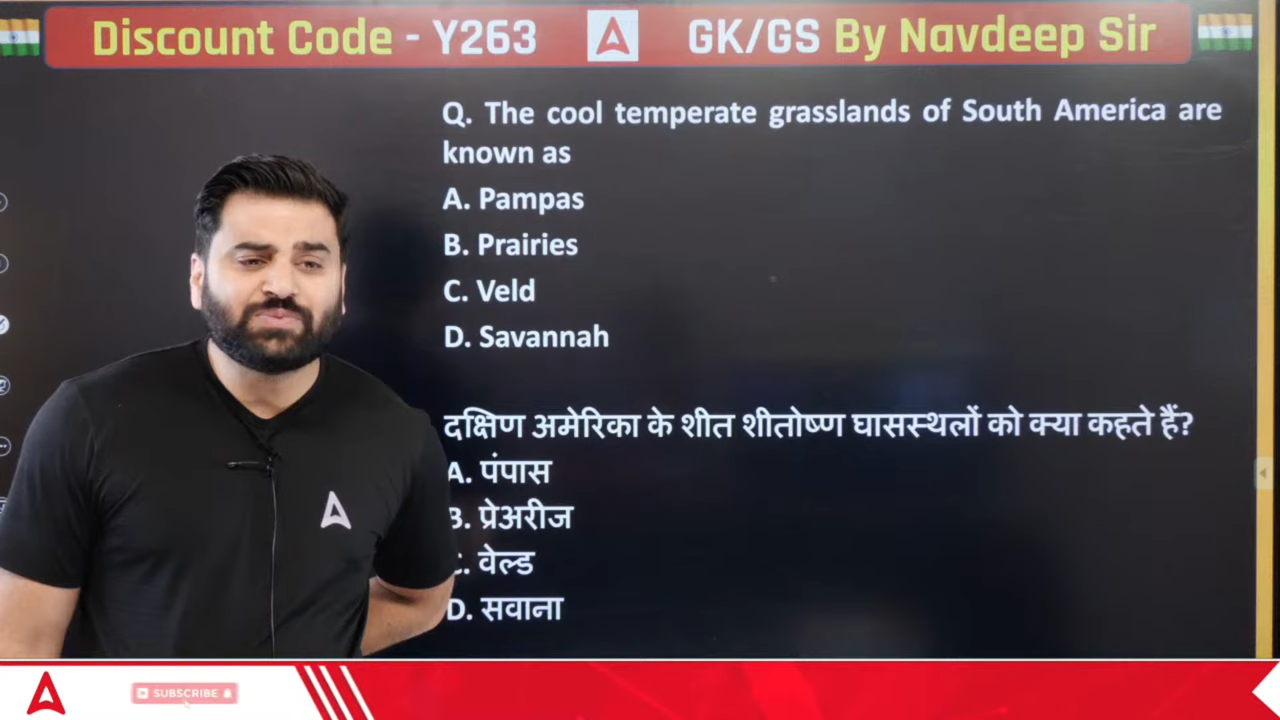 Discount Code - Y263 GK/GS By Navdeep Sir
Q. The cool temperate grasslands of South America are
known as
A. Pampas
B. Prairies
C. Veld
D. Savannah
दक्षिण अमेरिका के शीत शीतोष्ण घासस्थलों को क्या कहते हैं?
A. पंपास
B. प्रेअरीज
C. वेल्ड
D. सवाना
SUBSCRIBE